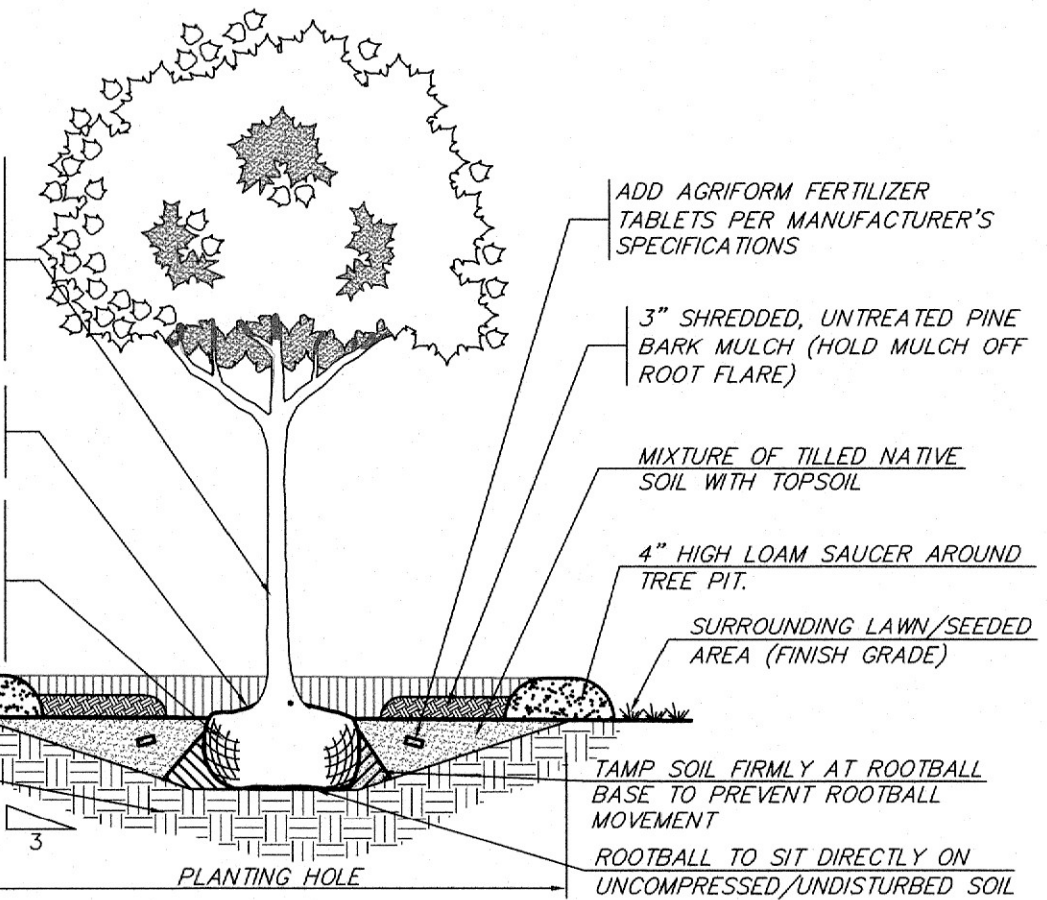 ADD AGRIFORM FERTILIZER
TABLETS PER MANUFACTURER'S
SPECIFICATIONS
3" SHREDDED, UNTREATED PINE
BARK MULCH (HOLD MULCH OFF
ROOT FLARE)
MIXTURE OF TILLED NATIVE
SOIL WITH TOPSOIL
4" HIGH LOAM SAUCER AROUND
TREE PIT.
SURROUNDING LAWN/SEEDED
AREA (FINISH GRADE)
TAMP SOIL FIRMLY AT ROOTBALL
BASE TO PREVENT ROOTBALL
MOVEMENT
ROOTBALL TO SIT DIRECTLY ON
UNCOMPRESSED/UNDISTURBED SOIL
3
PLANTING HOLE